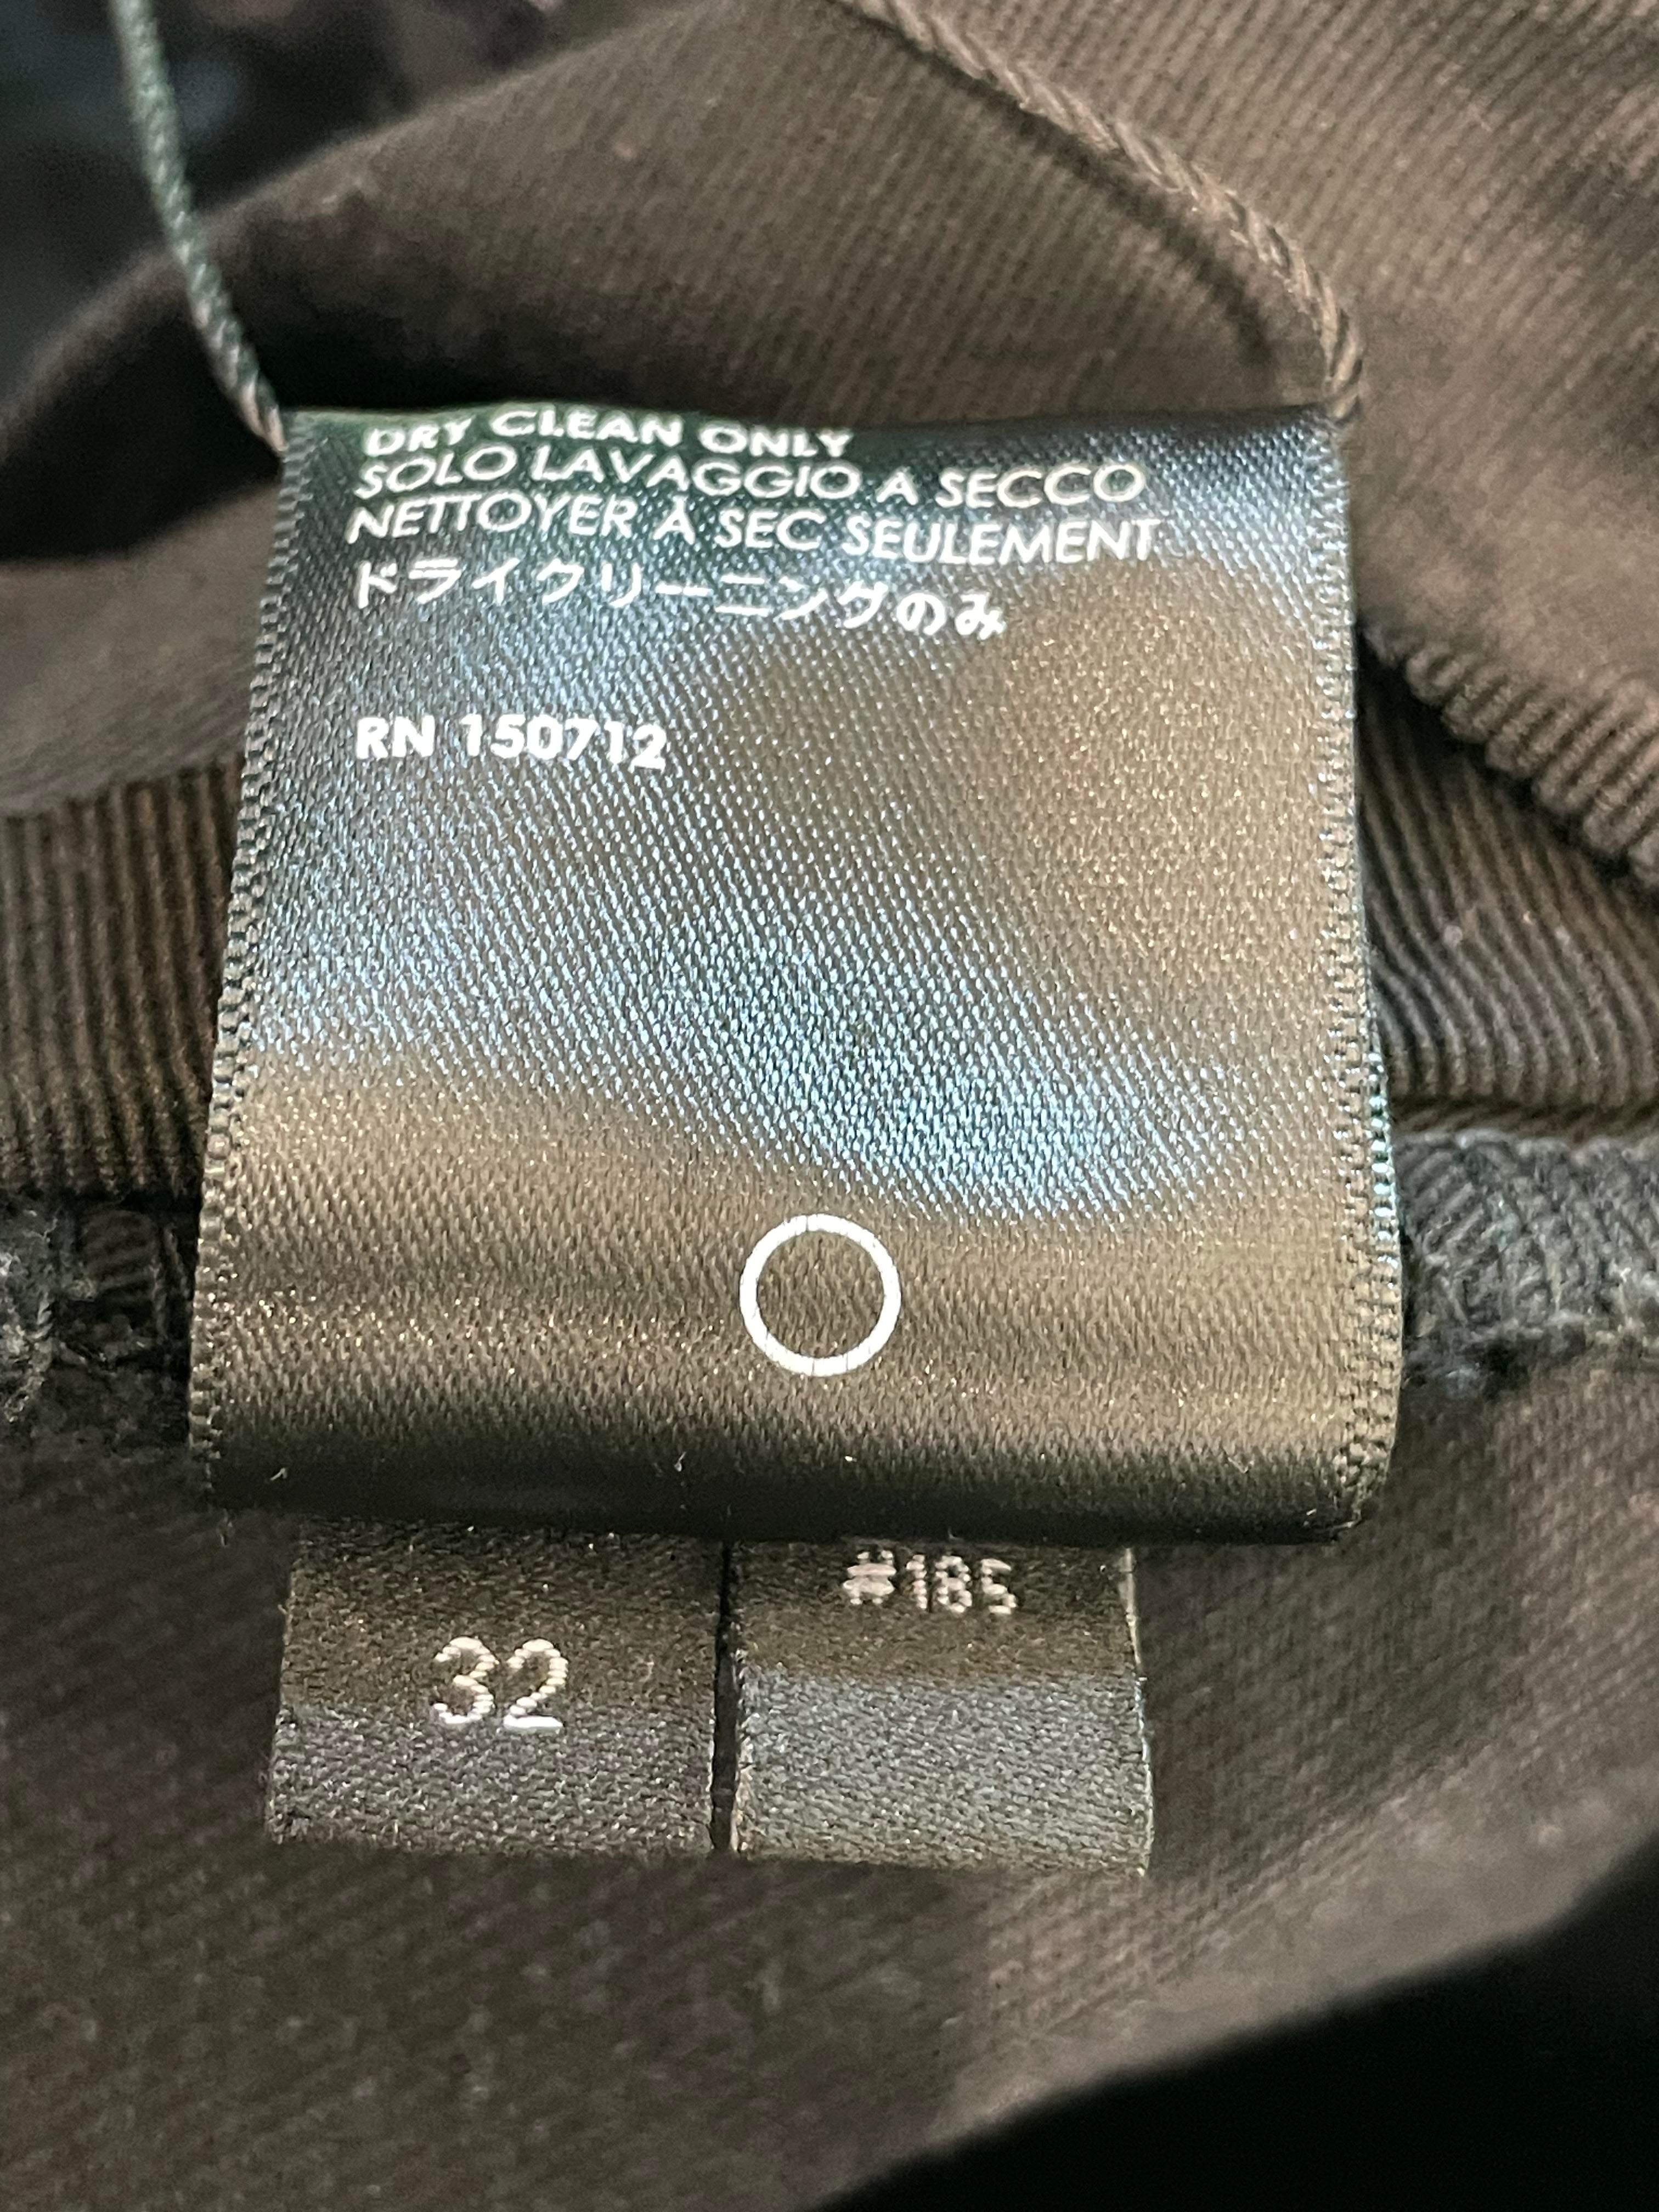 DRY CLEAN ONLY
SOLO LAVAGGIO A SECCO
NETTOYER À SEC SEULEMENT
ドライクリーニングのみ
RN 150712
#185
32